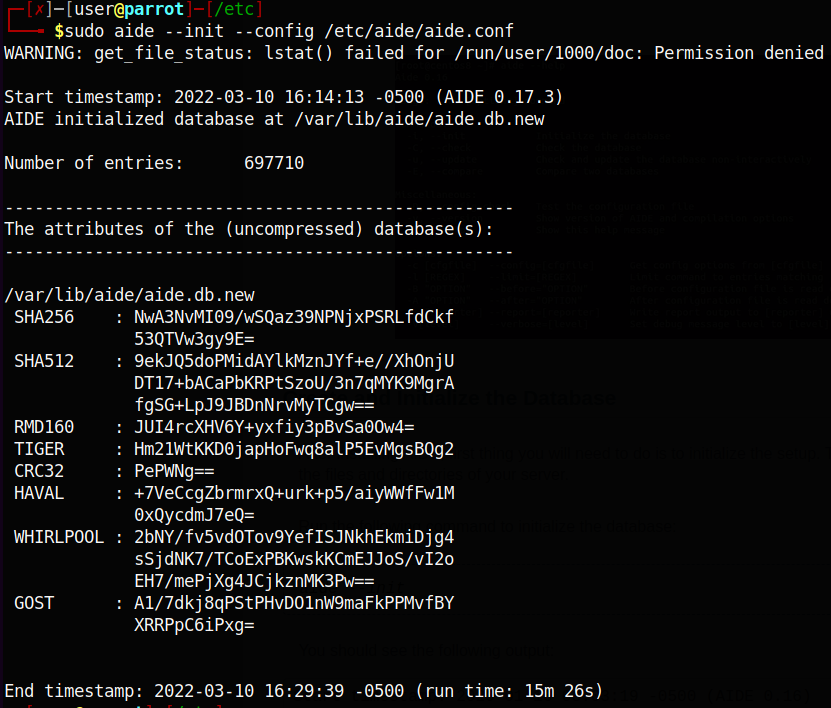 ┌─[✗]─[user@parrot]─[/etc]
└──╼ $sudo aide --init --config /etc/aide/aide.conf
WARNING: get_file_status: lstat() failed for /run/user/1000/doc: Permission denied
Start timestamp: 2022-03-10 16:14:13 -0500 (AIDE 0.17.3)
AIDE initialized database at /var/lib/aide/aide.db.new
Number of entries:      697710
---------------------------------------------------
The attributes of the (uncompressed) database(s):
---------------------------------------------------
/var/lib/aide/aide.db.new
 SHA256    : NwA3NvMI09/wSQaz39NPNjxPSRLfdCkf
             53QTVw3gy9E=
 SHA512    : 9ekJQ5doPMidAYlkMznJYf+e//XhOnjU
             DT17+bACaPbKRPtSzoU/3n7qMYK9MgrA
             fgSG+LpJ9JBDnNrvMyTCgw==
 RMD160    : JUI4rcXHV6Y+yxfiy3pBvSa0Ow4=
 TIGER     : Hm21WtKKD0japHoFwq8alP5EvMgsBQg2
 CRC32     : PePWNg==
 HAVAL     : +7VeCcgZbrmrxQ+urk+p5/aiyWWfFw1M
             0xQycdmJ7eQ=
 WHIRLPOOL : 2bNY/fv5vdOTov9YefISJNkhEkmiDjg4
             sSjdNK7/TCoExPBKwskKCmEJJoS/vI2o
             EH7/mePjXg4JCjkznMK3Pw==
 GOST      : A1/7dkj8qPStPHvDO1nW9maFkPPMvfBY
             XRRPpC6iPxg=
End timestamp: 2022-03-10 16:29:39 -0500 (run time: 15m 26s)